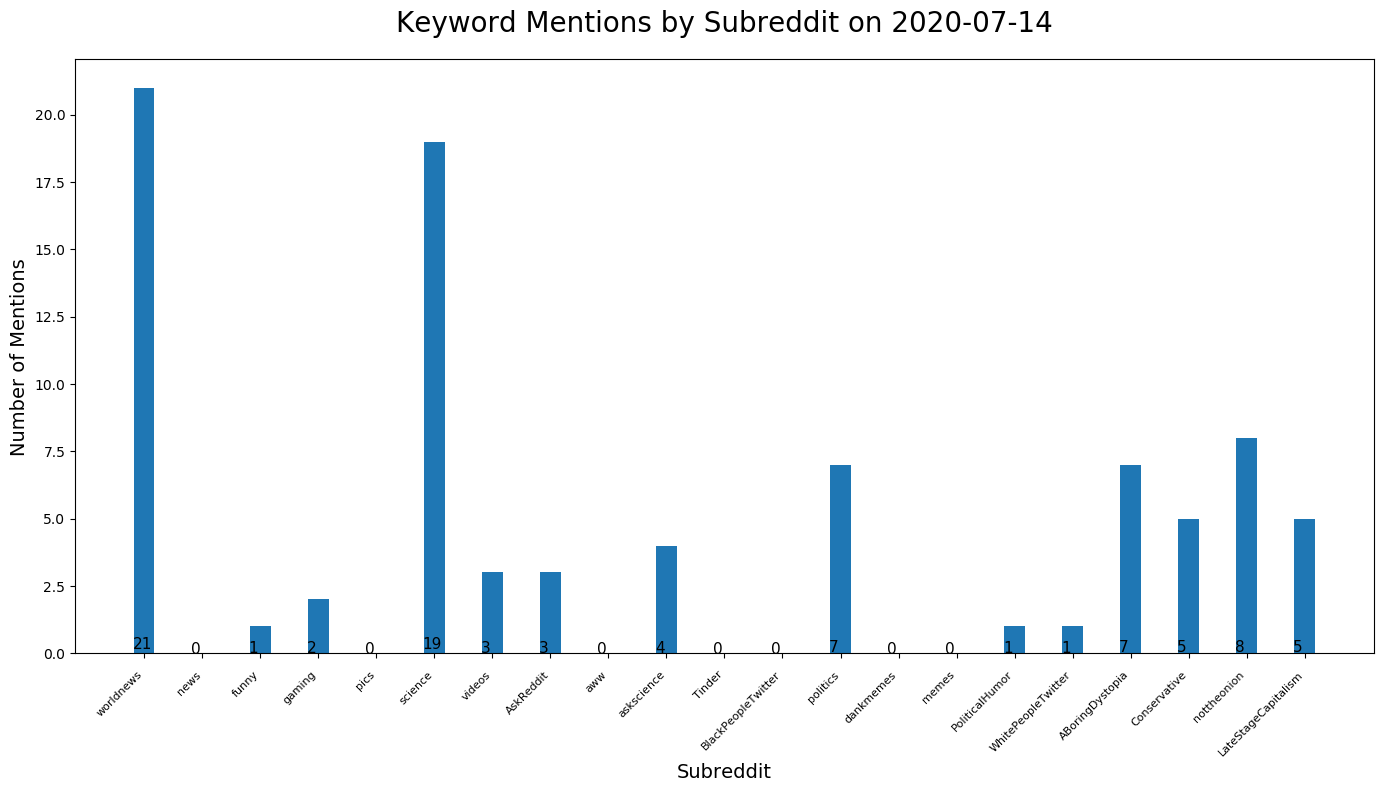 Keyword Mentions by Subreddit on 2020-07-14
Number of Mentions
20.0
17.5
15.0
12.5
10.0
7.5
5.0
2.5
0.0
21
0
1
2
0
19
3
3
0
4
0
0
7
0
0
1
1
7
5
8
5
worldnews
news
funny
gaming
pics
science
videos
AskReddit
aww
askscience
Tinder
BlackPeopleTwitter
politics
dankmemes
memes
PoliticalHumor
WhitePeopleTwitter
ABoringDystopia
Conservative
nottheonion
LateStageCapitalism
Subreddit